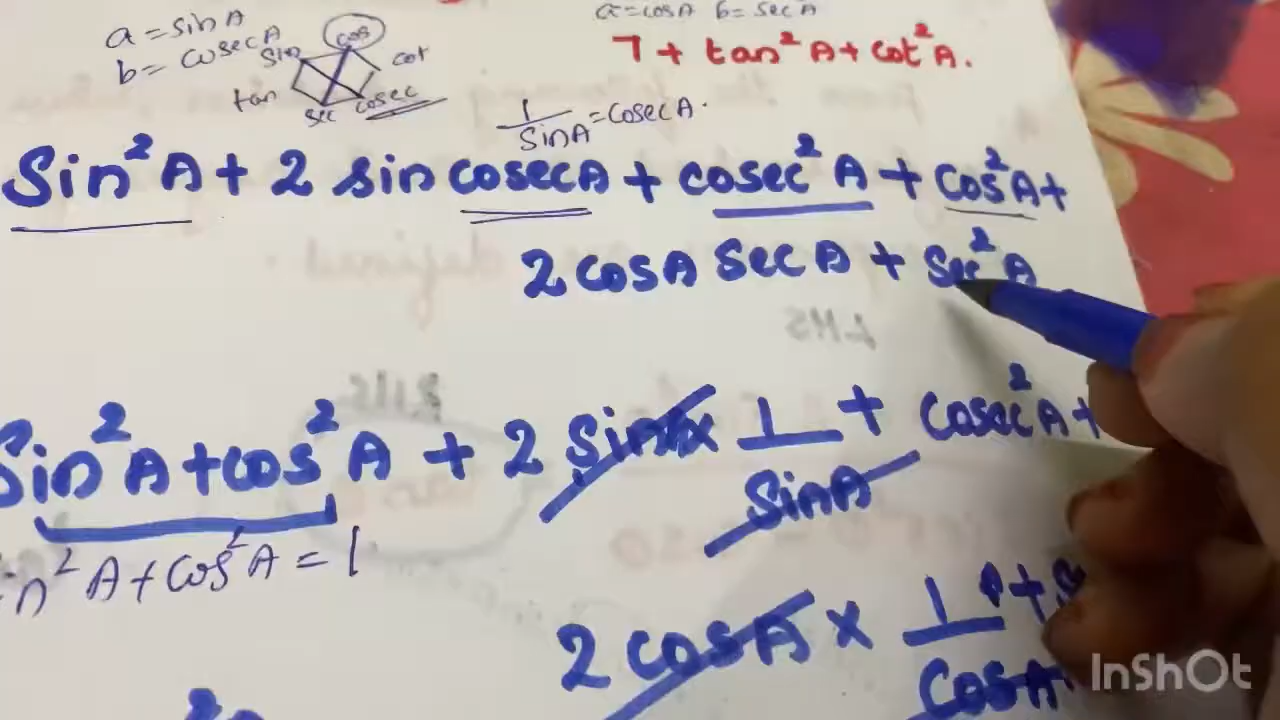 a = sin A
b = cosec A
a = cos A b = sec A
sin cos cot
tan sec cosec
7 + tan² A + cot² A.
1/Sin A = cosec A.
Sin² A + 2 sin cosec A + cosec² A + cos² A +
2 cos A sec A + sec² A
Sin² A + cos² A + 2 sin × 1/Sin A + cosec² A +
n² A + cos² A = 1
2 cos A × 1/cos A +
InShOt